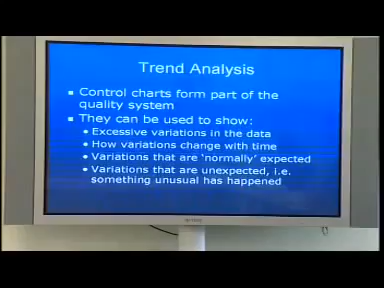 Trend Analysis
Control charts form part of the
quality system
They can be used to show:
• Excessive variations in the data
• How variations change with time
• Variations that are ‘normally’ expected
• Variations that are unexpected, i.e.
something unusual has happened